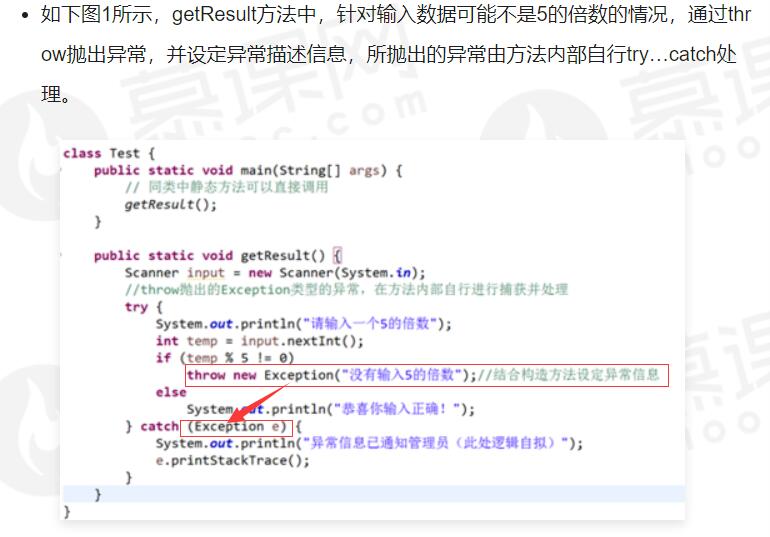 如下图1所示，getResult方法中，针对输入数据可能不是5的倍数的情况，通过thr
ow抛出异常，并设定异常描述信息，所抛出的异常由方法内部自行try…catch处
理。
class Test {
public static void main(String[] args) {
// 同类中静态方法可以直接调用
getResult();
}
public static void getResult() {
Scanner input = new Scanner(System.in);
//throw抛出的Exception类型的异常，在方法内部自行进行捕获并处理
try {
System.out.println("请输入一个5的倍数");
int temp = input.nextInt();
if (temp % 5 != 0)
throw new Exception("没有输入5的倍数");//结合构造方法设定异常信息
else
System.out.println("恭喜你输入正确！");
} catch (Exception e) {
System.out.println("异常信息已通知管理员（此处逻辑自拟）");
e.printStackTrace();
}
}
}
慕课网